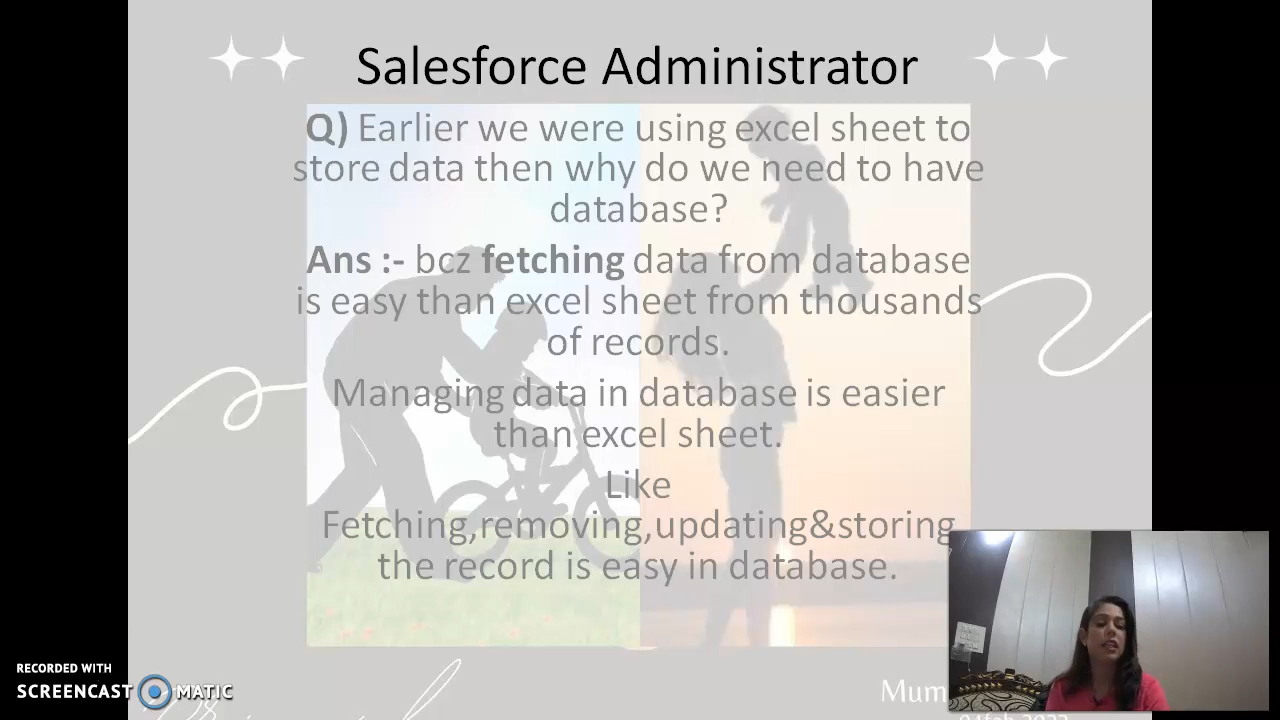 Salesforce Administrator
Q) Earlier we were using excel sheet to
store data then why do we need to have
database?
Ans :- bcz fetching data from database
is easy than excel sheet from thousands
of records.
Managing data in database is easier
than excel sheet.
Like
Fetching,removing,updating&storing
the record is easy in database.
RECORDED WITH
SCREENCAST MATIC
Mum